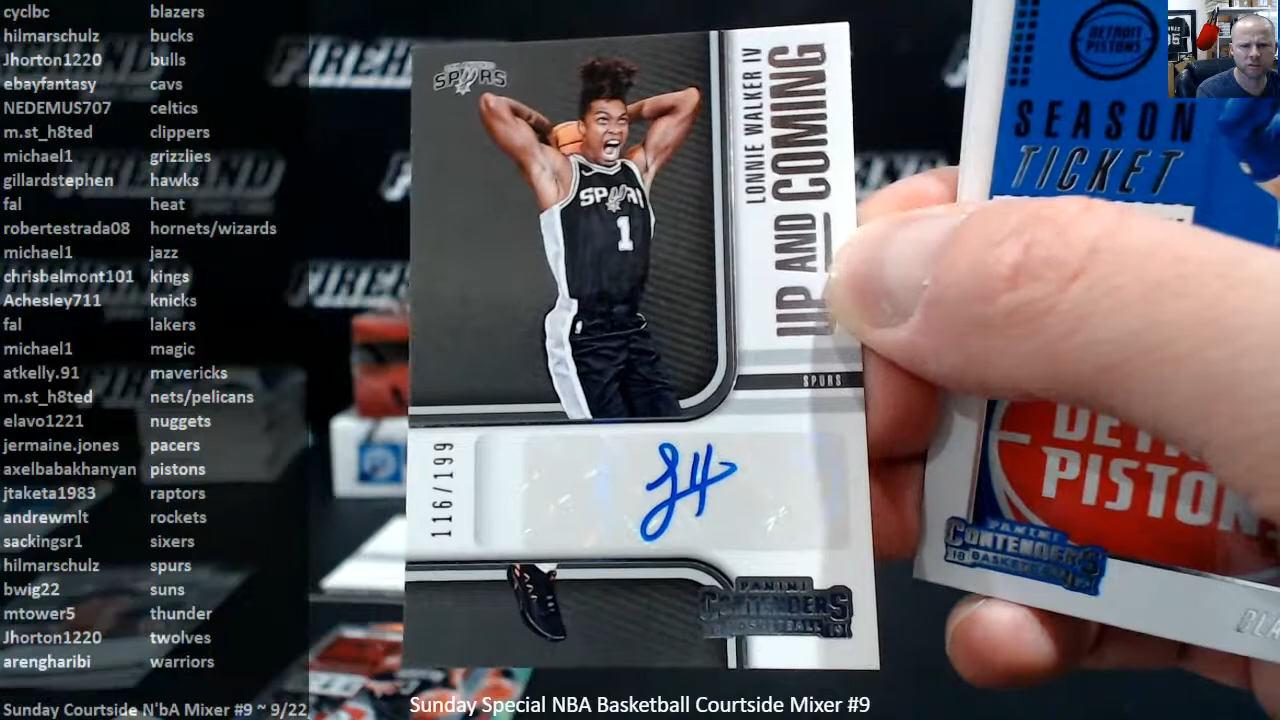 cyclbc blazers
hilmarschulz bucks
Jhorton1220 bulls
ebayfantasy cavs
NEDEMUS707 celtics
m.st_h8ted clippers
michael1 grizzlies
gillardstephen hawks
fal heat
robertestrada08 hornets/wizards
michael1 jazz
chrisbelmont101 kings
Achesley711 knicks
fal lakers
michael1 magic
atkelly.91 mavericks
m.st_h8ted nets/pelicans
elavo1221 nuggets
jermaine.jones pacers
axelbabakhanyan pistons
jtaketa1983 raptors
andrewmlt rockets
sackingsr1 sixers
hilmarschulz spurs
bwig22 suns
mtower5 thunder
Jhorton1220 twolves
arengharibi warriors
Sunday Courtside N'bA Mixer #9 ~ 9/22
SPURS
SPURS
1
LONNIE WALKER IV
UP AND COMING
SPURS
116/199
PANINI
CONTENDERS
BASKETBALL
DETROIT
PISTONS
SEASON
TICKET
PISTONS
PANINI
CONTENDERS
Sunday Special NBA Basketball Courtside Mixer #9